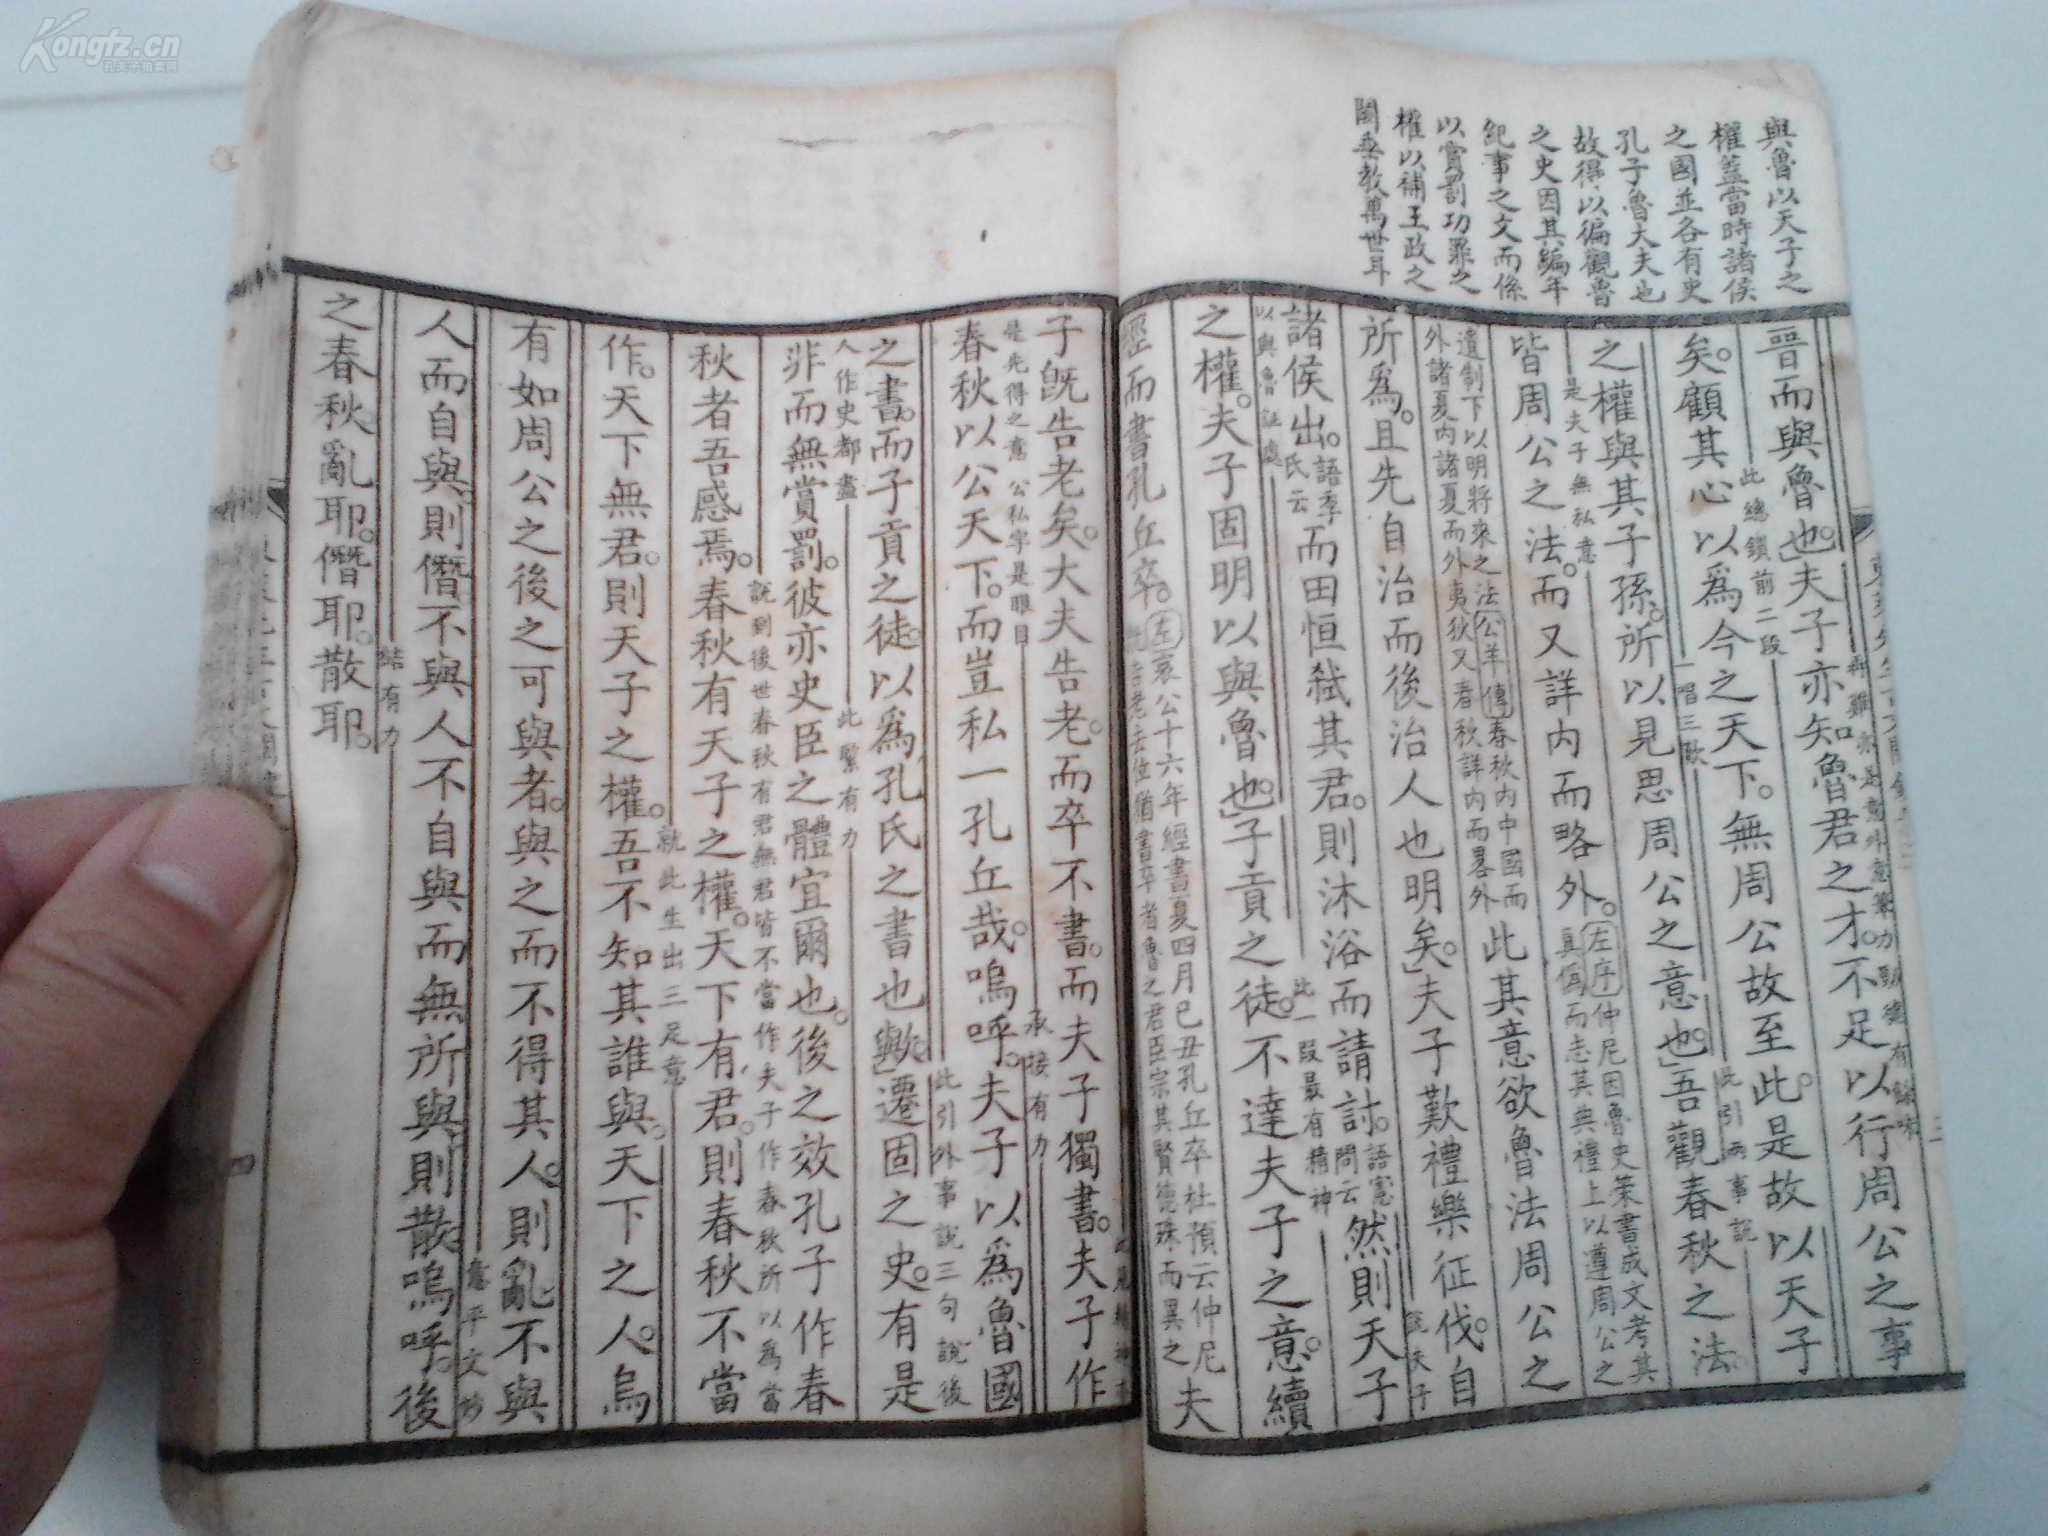 Kongfz.cn
孔夫子拍卖网
與魯以天子之
權蓋當時諸侯
之國並各有史
孔子魯大夫也
故得以徧觀魯
之史因其編年
紀事之文而係
以賞罰功罪之
權以補王政之
闕垂教萬世耳
晉而與魯也。夫子亦知魯君之才。不足以行周公之事
此總鎖前二段
矣。顧其心以爲今之天下。無周公故至此。是故以天子
一唱三歎
此引兩事説
之權與其子孫。所以見思周公之意也。吾觀春秋之法。
是夫子無私意
皆周公之法。而又詳内而略外。左序仲尼因魯史策書成文考其真僞而志其典禮上以遵周公之
遺制下以明將來之法公羊傳春秋内中國而外諸夏内諸夏而外夷狄又春秋詳内而畧外此其意欲魯法周公之
所爲。且先自治而後治人也明矣。夫子歎禮樂征伐。自
諸侯出。語季氏云而田恒弑其君。則沐浴而請討。語憲問云然則天子
以與魯証處
此一段最有精神
之權。夫子固明以與魯也。子貢之徒。不達夫子之意。續
經而書孔丘卒。左哀公十六年經書夏四月己丑孔丘卒杜預云仲尼既告老去位猶書卒者魯之君臣宗其賢德殊而異之夫
子旣告老矣。大夫告老。而卒不書。而夫子獨書。夫子作
是先得之意
公私字是眼目
承接有力
春秋以公天下。而豈私一孔丘哉。嗚呼。夫子以爲魯國
之書。而子貢之徒。以爲孔氏之書也歟。遷固之史。有是
人作史都盡
此緊有力
此引外事説三句説後
非而無賞罰。彼亦史臣之體宜爾也。後之效孔子作春
説到後世春秋有君無君皆不當作夫子作春秋所以爲當
秋者吾惑焉。春秋有天子之權。天下有君。則春秋不當
就此生出三足意
作。天下無君。則天子之權。吾不知其誰與。天下之人。烏
有如周公之後之可與者。與之而不得其人。則亂。不與
人而自與。則僭不與人不自與而無所與。則散嗚呼。後
結有力
意平文妙
之春秋亂耶。僭耶。散耶。